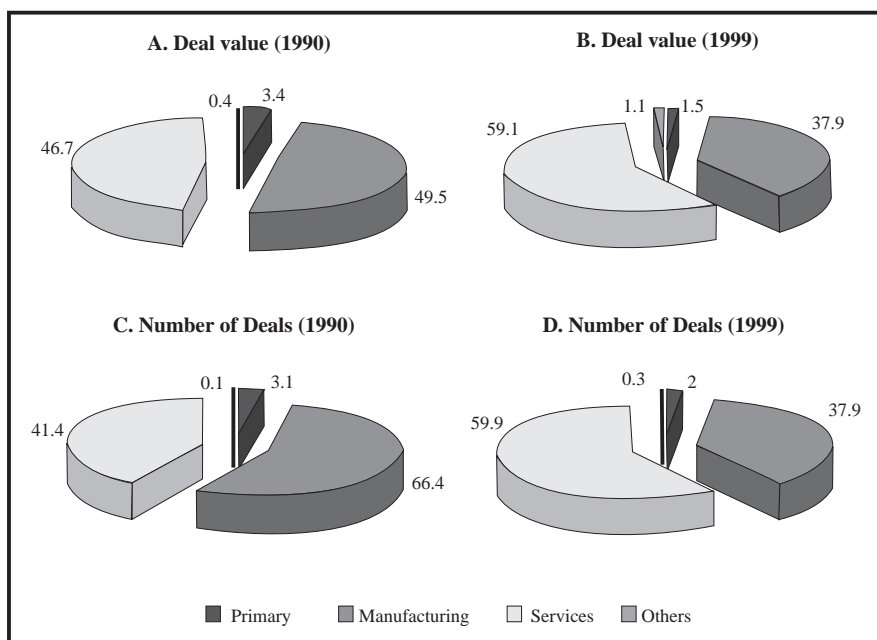 A. Deal value (1990)
0.4 3.4
46.7
49.5
B. Deal value (1999)
1.1 1.5
59.1
37.9
C. Number of Deals (1990)
0.1 3.1
41.4
66.4
D. Number of Deals (1999)
0.3 2
59.9
37.9
Primary Manufacturing Services Others